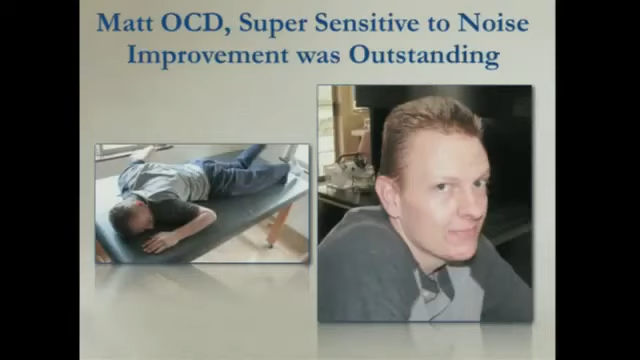 Matt OCD, Super Sensitive to Noise
Improvement was Outstanding